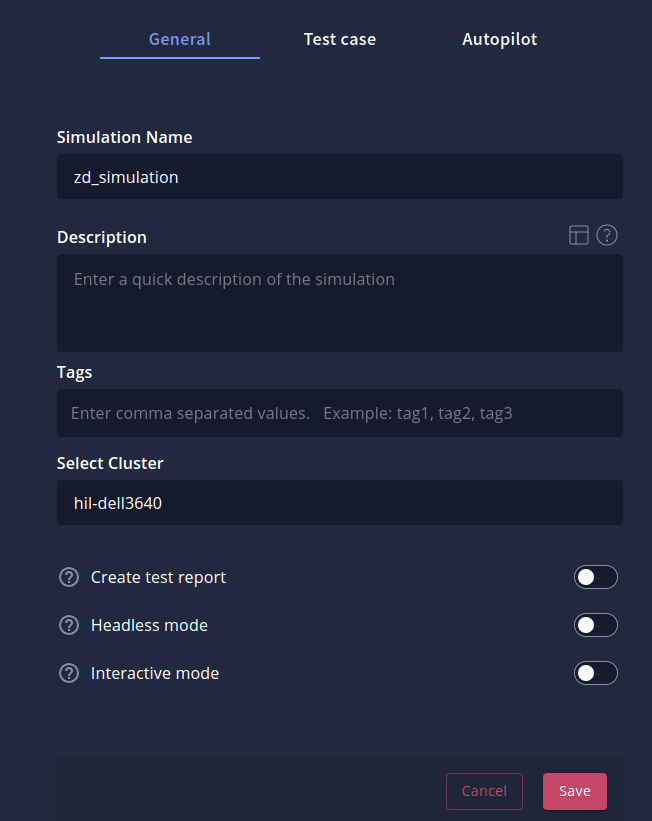 General Test case Autopilot
Simulation Name
zd_simulation
Description
?
Enter a quick description of the simulation
Tags
Enter comma separated values. Example: tag1, tag2, tag3
Select Cluster
hil-dell3640
? Create test report
? Headless mode
? Interactive mode
Cancel Save